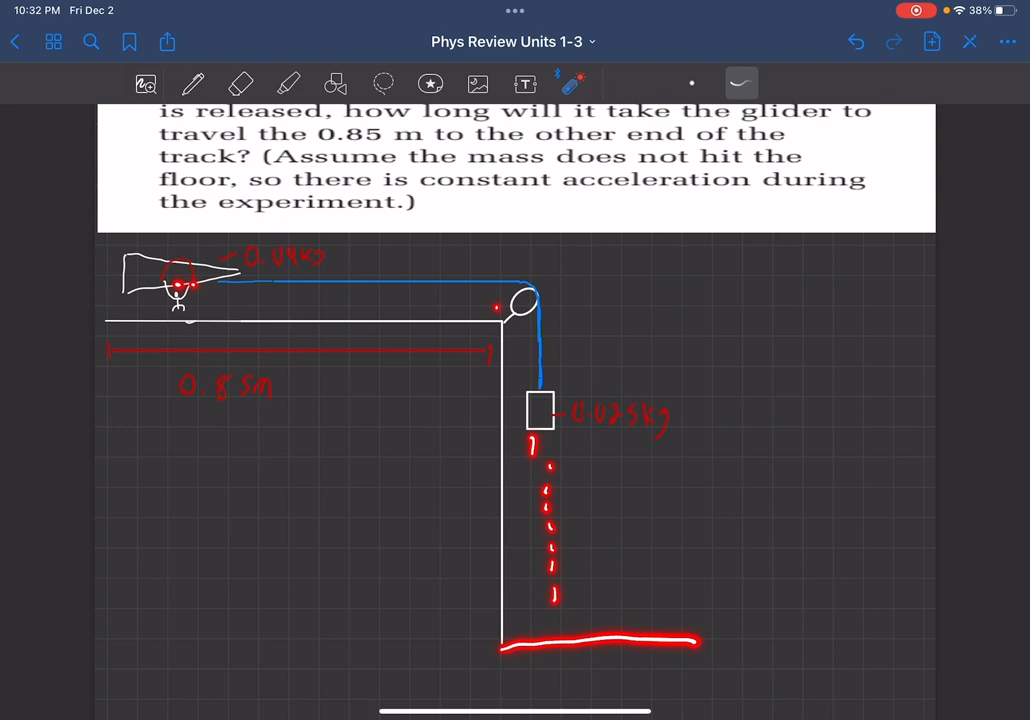 10:32 PM Fri Dec 2
38%
Phys Review Units 1-3
is released, how long will it take the glider to
travel the 0.85 m to the other end of the
track? (Assume the mass does not hit the
floor, so there is constant acceleration during
the experiment.)
0.04kg
0.85m
0.025kg